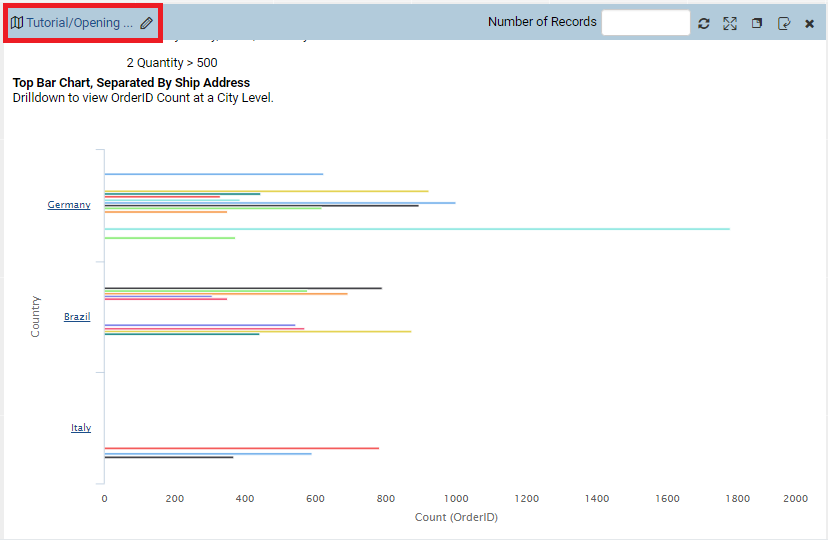 Tutorial/Opening ...
Number of Records
2 Quantity > 500
Top Bar Chart, Separated By Ship Address
Drilldown to view OrderID Count at a City Level.
Country
Germany
Brazil
Italy
0 200 400 600 800 1000 1200 1400 1600 1800 2000
Count (OrderID)